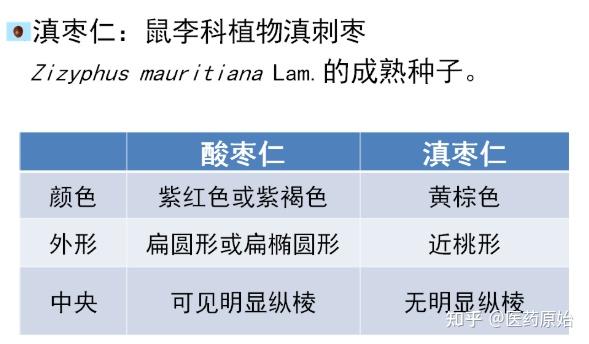 滇枣仁：鼠李科植物滇刺枣
Zizyphus mauritiana Lam. 的成熟种子。
酸枣仁 滇枣仁
颜色 紫红色或紫褐色 黄棕色
外形 扁圆形或扁椭圆形 近桃形
中央 可见明显纵棱 无明显纵棱
知乎 @医药原始